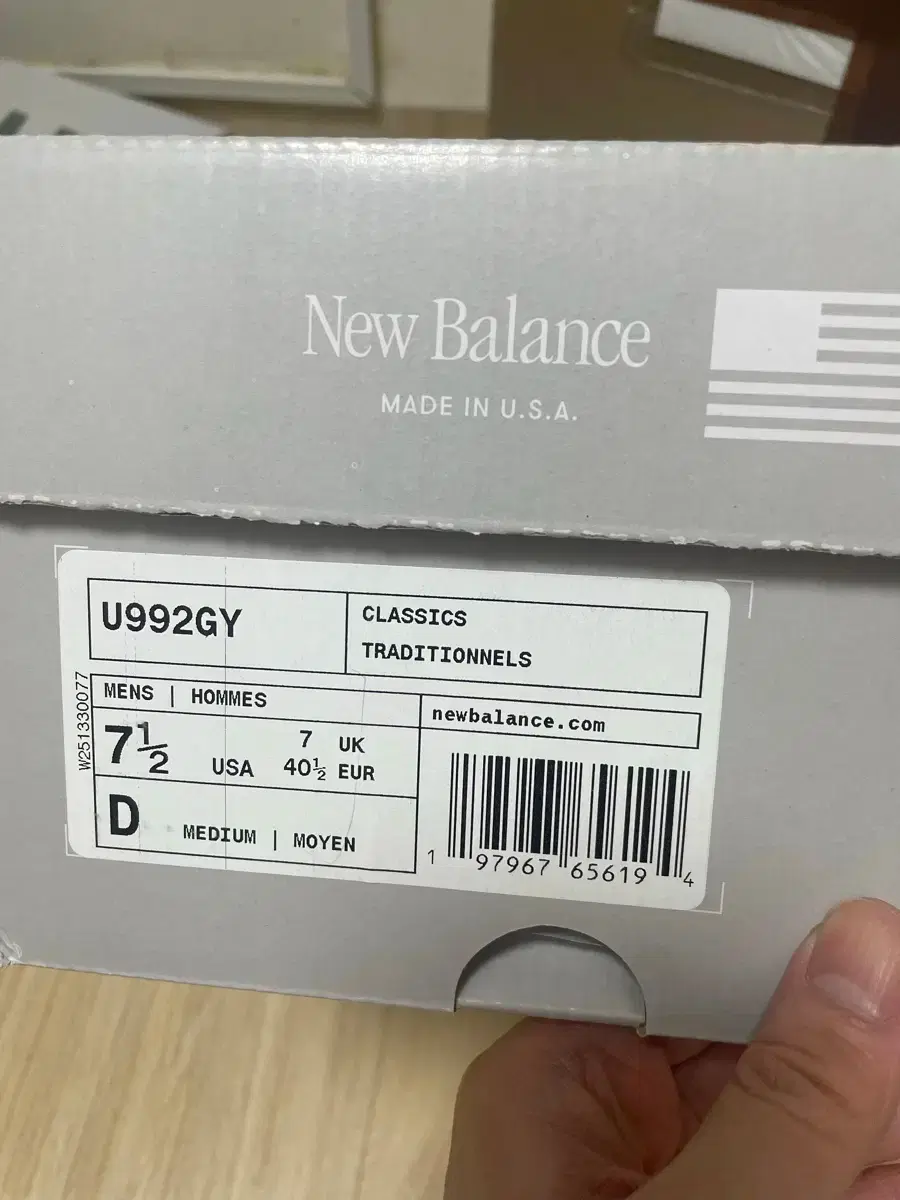 New Balance
MADE IN U.S.A.
U992GY
CLASSICS
TRADITIONNELS
W251330077
MENS | HOMMES
7½ USA
7 UK
40½ EUR
D MEDIUM | MOYEN
newbalance.com
1 97967 65619 4